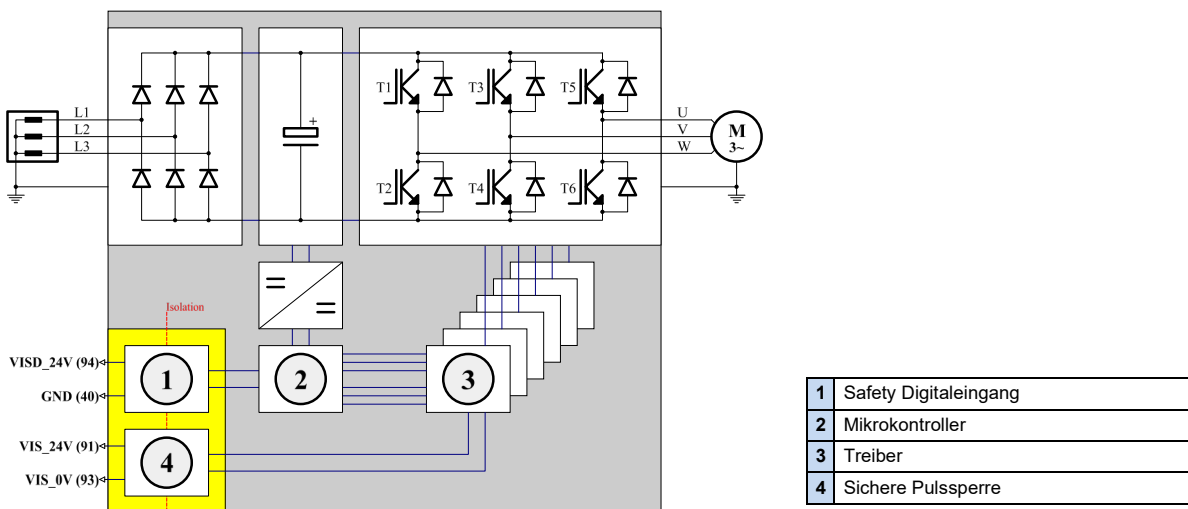 T1
T3
T5
L1
L2
L3
+
U
V
W
M
3~
T2
T4
T6
Isolation
VISD_24V (94)
GND (40)
1
2
3
VIS_24V (91)
VIS_0V (93)
4
1 Safety Digitaleingang
2 Mikrokontroller
3 Treiber
4 Sichere Pulssperre